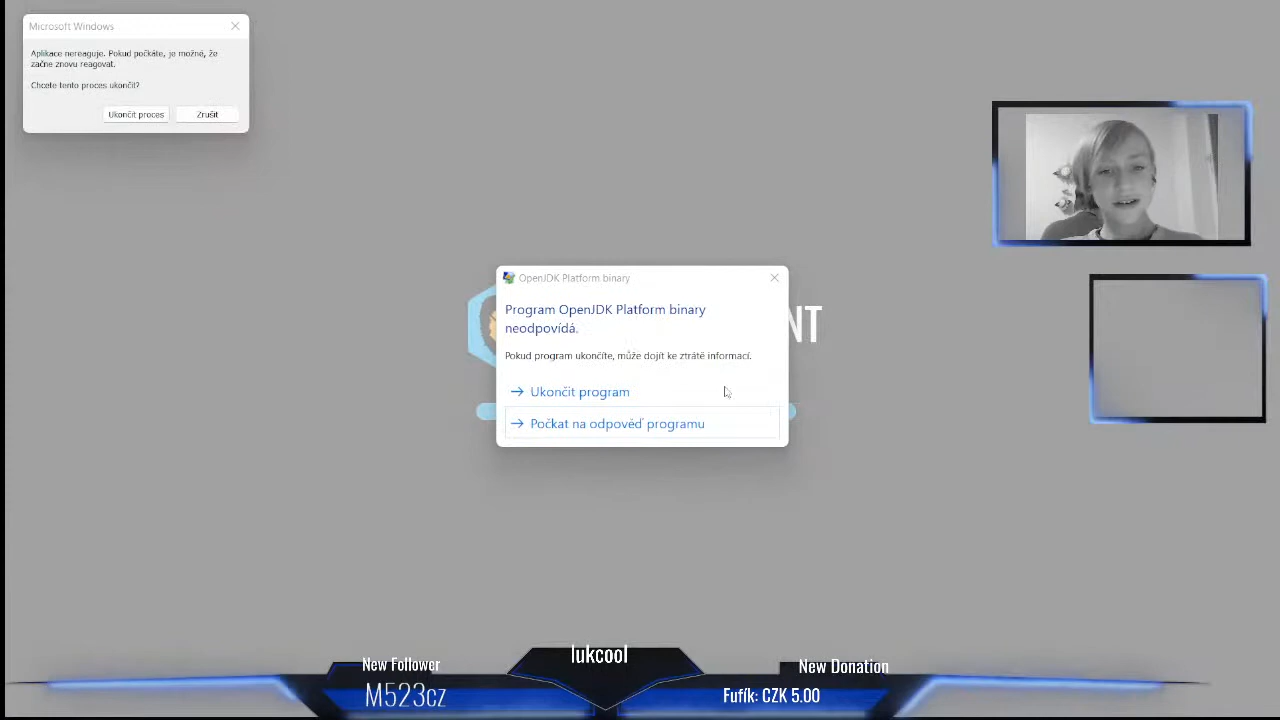 Microsoft Windows
Aplikace nereaguje. Pokud počkáte, je možné, že
začne znovu reagovat.
Chcete tento proces ukončit?
Ukončit proces
Zrušit
OpenJDK Platform binary
Program OpenJDK Platform binary
neodpovídá.
Pokud program ukončíte, může dojít ke ztrátě informací.
Ukončit program
Počkat na odpověď programu
NT
New Follower
M523cz
lukcool
New Donation
Fufík: CZK 5.00